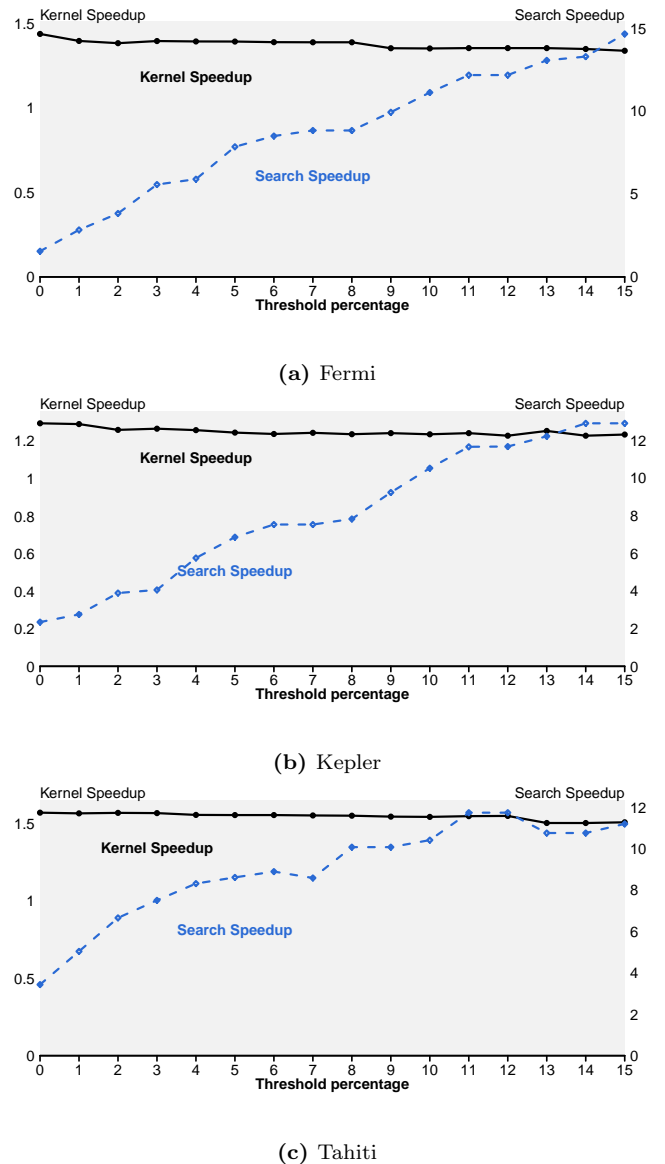 Kernel Speedup Search Speedup
1.5 15
Kernel Speedup
1 10
Search Speedup
0.5 5
0 0
0 1 2 3 4 5 6 7 8 9 10 11 12 13 14 15
Threshold percentage
(a) Fermi
Kernel Speedup Search Speedup
1.2 12
Kernel Speedup
1 10
0.8 8
0.6 6
Search Speedup
0.4 4
0.2 2
0 0
0 1 2 3 4 5 6 7 8 9 10 11 12 13 14 15
Threshold percentage
(b) Kepler
Kernel Speedup Search Speedup
12
1.5
Kernel Speedup
10
1 8
Search Speedup
6
0.5 4
2
0 0
0 1 2 3 4 5 6 7 8 9 10 11 12 13 14 15
Threshold percentage
(c) Tahiti